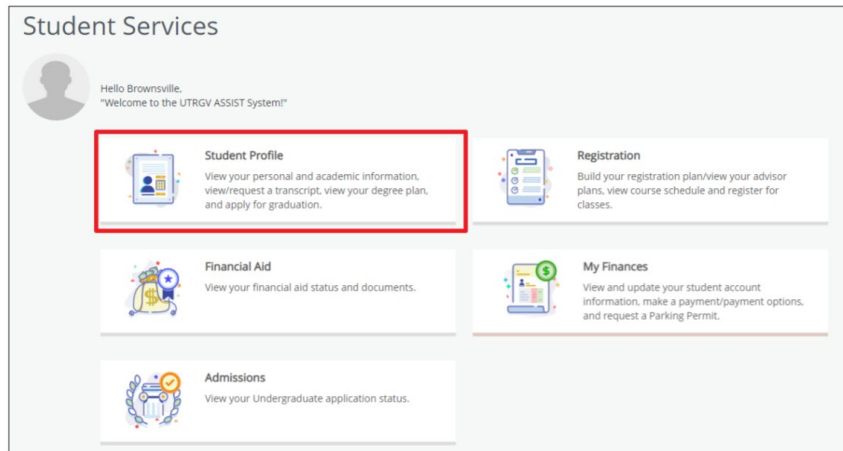 Student Services
Hello Brownsville,
"Welcome to the UTRGV ASSIST System!"
Student Profile
View your personal and academic information,
view/request a transcript, view your degree plan,
and apply for graduation.
Registration
Build your registration plan/view your advisor
plans, view course schedule and register for
classes.
Financial Aid
View your financial aid status and documents.
My Finances
View and update your student account
information, make a payment/payment options,
and request a Parking Permit.
Admissions
View your Undergraduate application status.